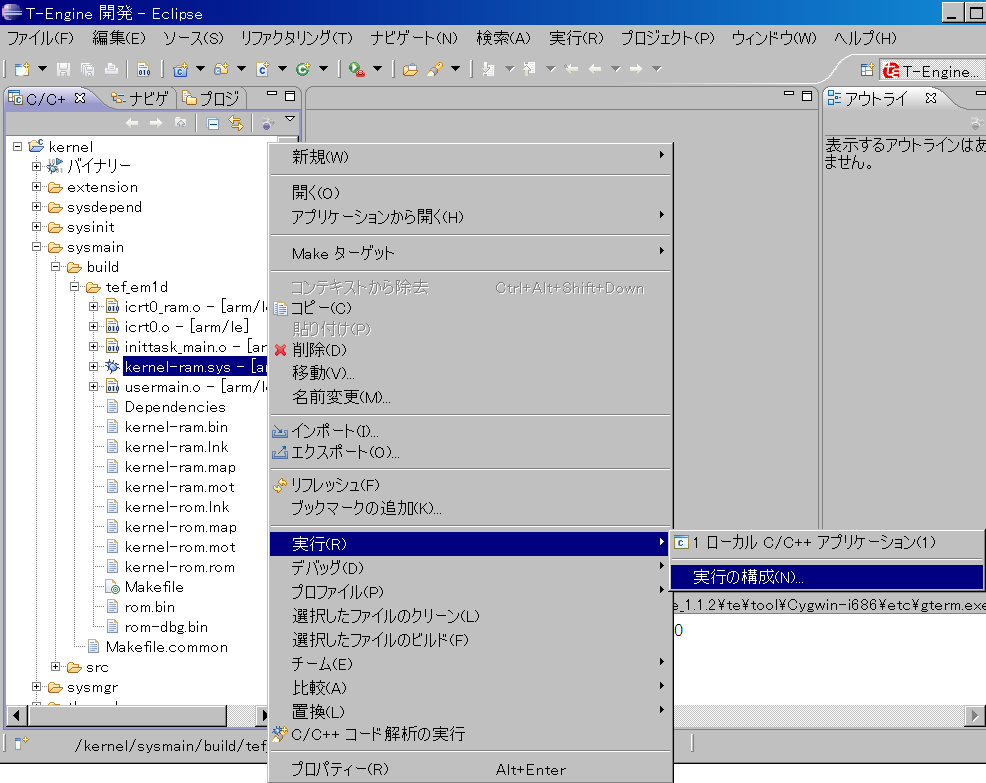 T-Engine 開発 - Eclipse
ファイル(F) 編集(E) ソース(S) リファクタリング(T) ナビゲート(N) 検索(A) 実行(R) プロジェクト(P) ウィンドウ(W) ヘルプ(H)
T-Engine...
C/C+ ナビゲ プロジ
アウトライ
表示するアウトラインはあ
ません。
kernel
バイナリー
extension
sysdepend
sysinit
sysmain
build
tef_em1d
icrt0_ram.o - [arm/l
icrt0.o - [arm/le]
inittask_main.o - [ar
kernel-ram.sys - [a
usermain.o - [arm/l
Dependencies
kernel-ram.bin
kernel-ram.lnk
kernel-ram.map
kernel-ram.mot
kernel-rom.lnk
kernel-rom.map
kernel-rom.mot
kernel-rom.rom
Makefile
rom.bin
rom-dbg.bin
Makefile.common
src
sysmgr
/kernel/sysmain/build/tef_
新規(W)
開く(O)
アプリケーションから開く(H)
Make ターゲット
コンテキストから除去 Ctrl+Alt+Shift+Down
コピー(C)
貼り付け(P)
削除(D)
移動(V)...
名前変更(M)...
インポート(I)...
エクスポート(O)...
リフレッシュ(F)
ブックマークの追加(K)...
実行(R)
デバッグ(D)
プロファイル(P)
選択したファイルのクリーン(L)
選択したファイルのビルド(F)
チーム(E)
比較(A)
置換(L)
C/C++ コード解析の実行
プロパティー(R) Alt+Enter
1 ローカル C/C++ アプリケーション(1)
実行の構成(N)...
e_1.1.2¥te¥tool¥Cygwin-i686¥etc¥gterm.exe
0